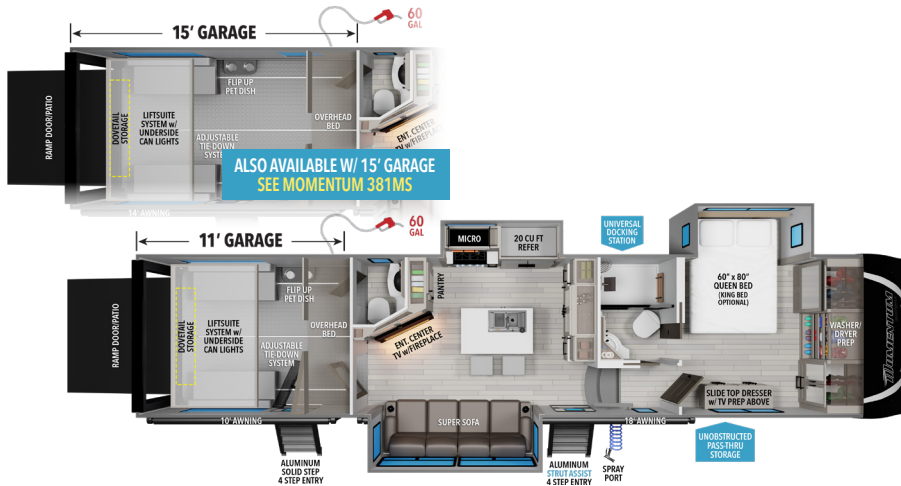 60
GAL
15' GARAGE
RAMP DOOR/PATIO
DOVETAIL
STORAGE
LIFTSUITE
SYSTEM w/
UNDERSIDE
CAN LIGHTS
FLIP UP
PET DISH
ADJUSTABLE
TIE-DOWN
SYSTEM
OVERHEAD
BED
ENT. CENTER
TV w/FIREPLACE
ALSO AVAILABLE W/ 15' GARAGE
SEE MOMENTUM 381MS
14' AWNING
60
GAL
11' GARAGE
RAMP DOOR/PATIO
DOVETAIL
STORAGE
LIFTSUITE
SYSTEM w/
UNDERSIDE
CAN LIGHTS
FLIP UP
PET DISH
ADJUSTABLE
TIE-DOWN
SYSTEM
OVERHEAD
BED
ENT. CENTER
TV w/FIREPLACE
PANTRY
MICRO
20 CU FT
REFER
UNIVERSAL
DOCKING
STATION
60" x 80"
QUEEN BED
(KING BED
OPTIONAL)
WASHER/
DRYER
PREP
MOMENTUM
SLIDE TOP DRESSER
w/ TV PREP ABOVE
SUPER SOFA
10' AWNING
18' AWNING
ALUMINUM
SOLID STEP
4 STEP ENTRY
ALUMINUM
STRUT ASSIST
4 STEP ENTRY
SPRAY
PORT
UNOBSTRUCTED
PASS-THRU
STORAGE